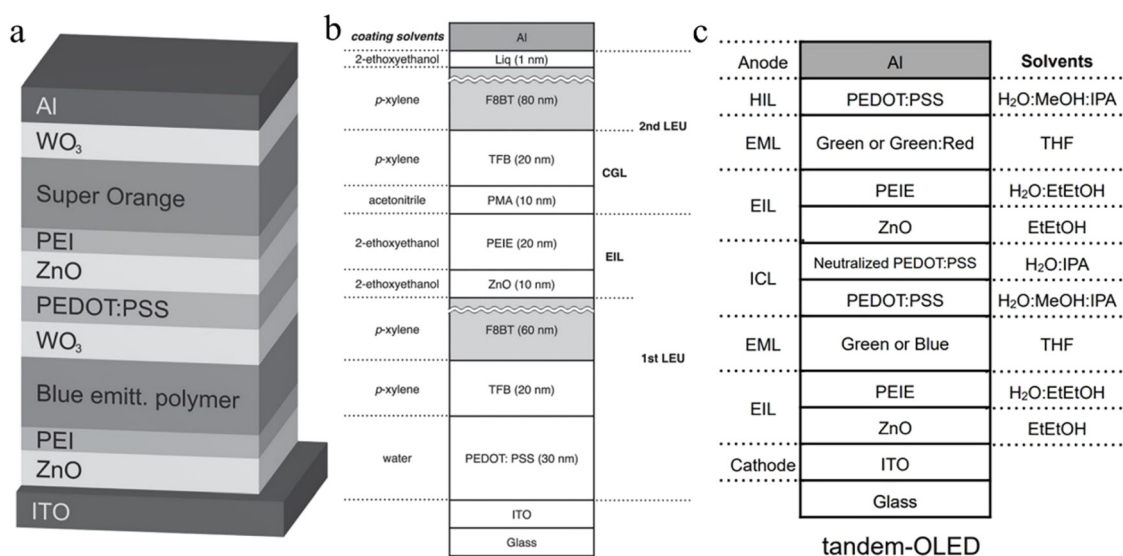 a
Al
WO3
Super Orange
PEI
ZnO
PEDOT:PSS
WO3
Blue emitt. polymer
PEI
ZnO
ITO
b
coating solvents
Al
2-ethoxyethanol
Liq (1 nm)
p-xylene
F8BT (80 nm)
2nd LEU
p-xylene
TFB (20 nm)
CGL
acetonitrile
PMA (10 nm)
2-ethoxyethanol
PEIE (20 nm)
EIL
2-ethoxyethanol
ZnO (10 nm)
p-xylene
F8BT (60 nm)
1st LEU
p-xylene
TFB (20 nm)
water
PEDOT: PSS (30 nm)
ITO
Glass
c
Anode
Al
Solvents
HIL
PEDOT:PSS
H2O:MeOH:IPA
EML
Green or Green:Red
THF
EIL
PEIE
H2O:EtEtOH
ZnO
EtEtOH
ICL
Neutralized PEDOT:PSS
H2O:IPA
PEDOT:PSS
H2O:MeOH:IPA
EML
Green or Blue
THF
EIL
PEIE
H2O:EtEtOH
ZnO
EtEtOH
Cathode
ITO
Glass
tandem-OLED